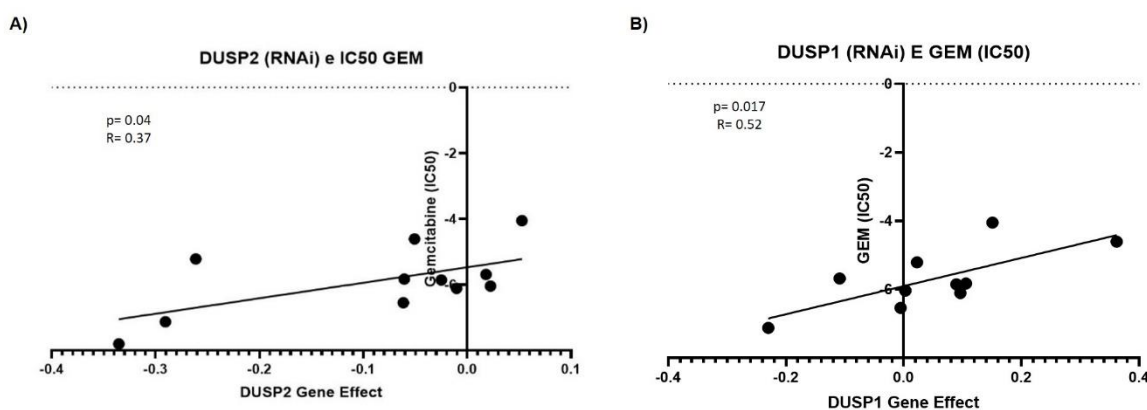 A)
DUSP2 (RNAi) e IC50 GEM
p= 0.04
R= 0.37
0
-2
-4
-6
Gemcitabine (IC50)
-0.4 -0.3 -0.2 -0.1 0.0 0.1
DUSP2 Gene Effect
B)
DUSP1 (RNAi) E GEM (IC50)
p= 0.017
R= 0.52
0
-2
-4
-6
GEM (IC50)
-0.4 -0.2 0.0 0.2 0.4
DUSP1 Gene Effect